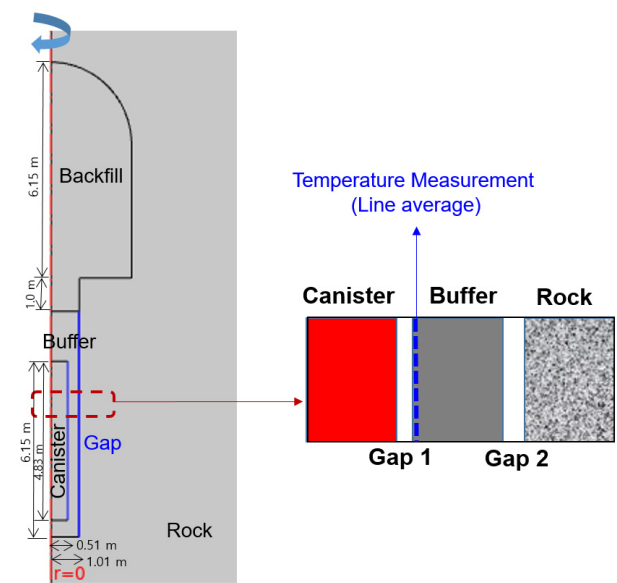 6.15 m
Backfill
1.0 m
Buffer
6.15 m
4.83 m
Canister
Gap
Rock
0.51 m
1.01 m
r=0
Temperature Measurement
(Line average)
Canister
Buffer
Rock
Gap 1
Gap 2